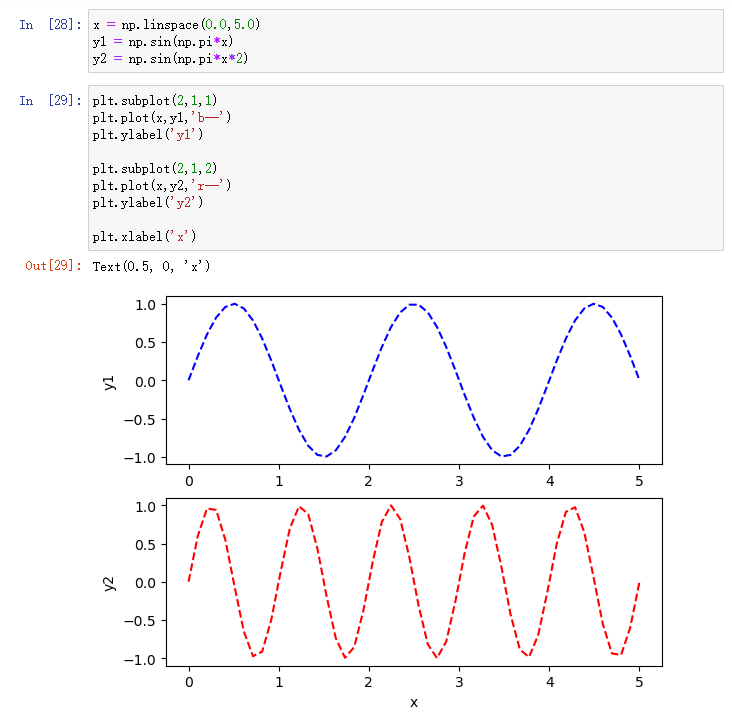 In [28]: x = np.linspace(0.0,5.0)
y1 = np.sin(np.pi*x)
y2 = np.sin(np.pi*x*2)
In [29]: plt.subplot(2,1,1)
plt.plot(x,y1,'b--')
plt.ylabel('y1')
plt.subplot(2,1,2)
plt.plot(x,y2,'r--')
plt.ylabel('y2')
plt.xlabel('x')
Out[29]: Text(0.5, 0, 'x')
1.0
0.5
0.0
−0.5
−1.0
y1
0 1 2 3 4 5
1.0
0.5
0.0
−0.5
−1.0
y2
0 1 2 3 4 5
x